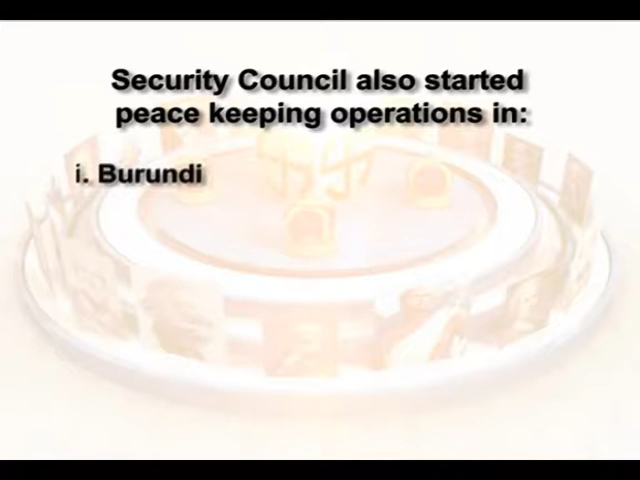 Security Council also started
peace keeping operations in:
i. Burundi